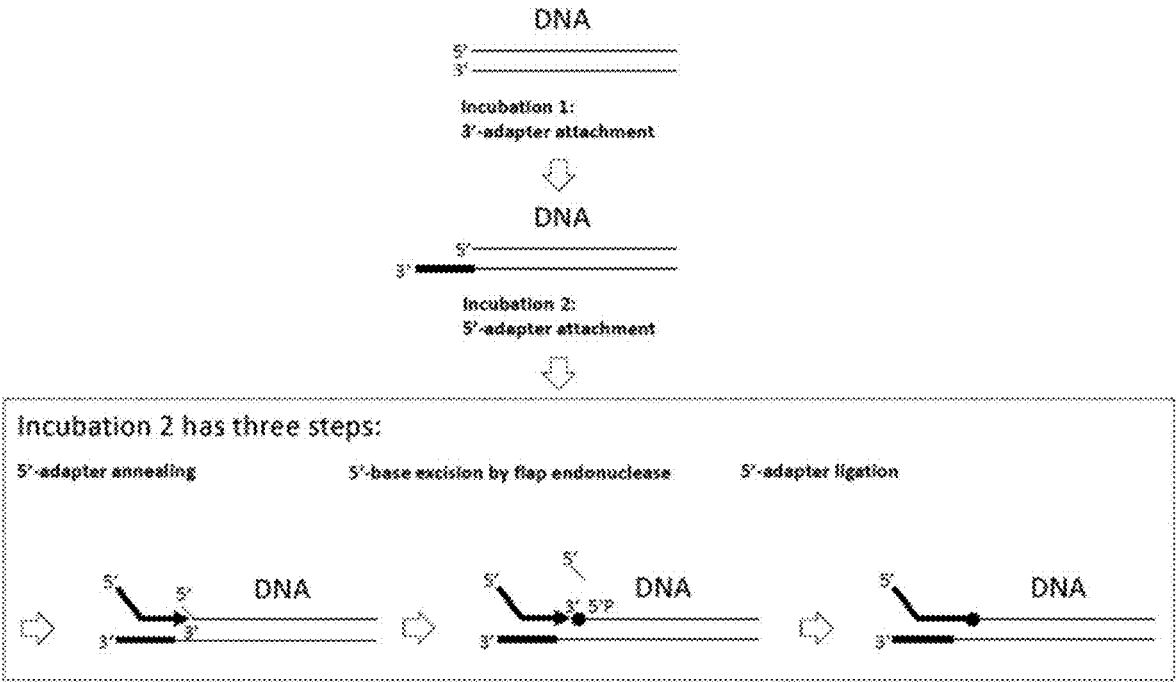 DNA
5'
3'
Incubation 1:
3'-adapter attachment
DNA
5'
3'
Incubation 2:
5'-adapter attachment
Incubation 2 has three steps:
5'-adapter annealing
5'-base excision by flap endonuclease
5'-adapter ligation
5'
5'
DNA
3'
3'
5'
5'
DNA
3'
5'P
3'
5'
DNA
3'